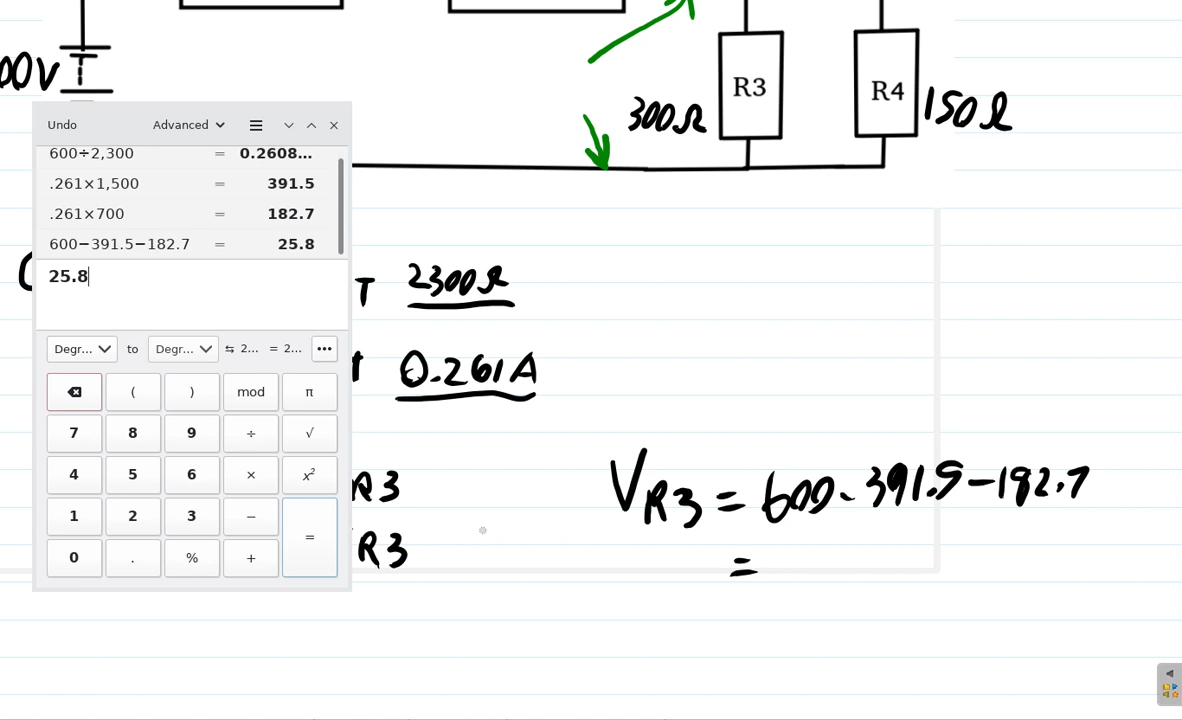 00V
R3
R4
300Ω
150Ω
Undo
Advanced
600÷2,300 = 0.2608…
.261×1,500 = 391.5
.261×700 = 182.7
600−391.5−182.7 = 25.8
25.8
Degr... to Degr... ⇆ 2... = 2... •••
( ) mod π
7 8 9 ÷ √
4 5 6 × x²
1 2 3 − =
0 . % +
T 2300Ω
0.261A
R3
R3
VR3 = 600 - 391.5 - 182.7
=